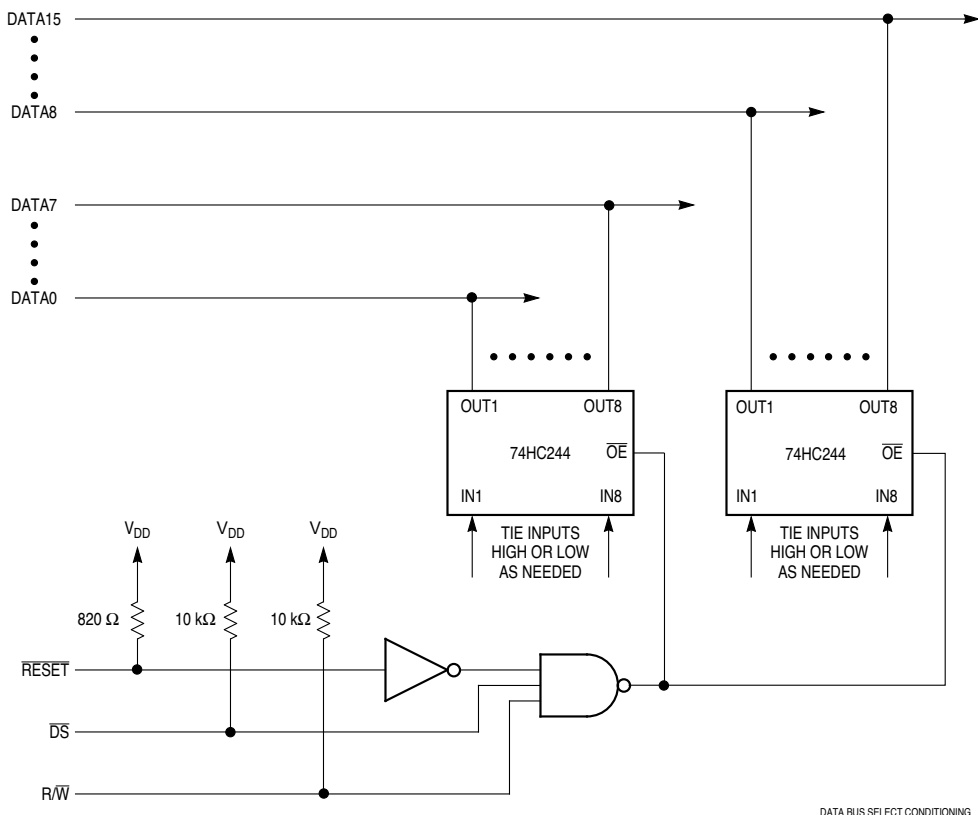 DATA15
DATA8
DATA7
DATA0
OUT1 OUT8
74HC244 OE
IN1 IN8
OUT1 OUT8
74HC244 OE
IN1 IN8
TIE INPUTS
HIGH OR LOW
AS NEEDED
TIE INPUTS
HIGH OR LOW
AS NEEDED
VDD VDD VDD
820 Ω 10 kΩ 10 kΩ
RESET
DS
R/W
DATA BUS SELECT CONDITIONING